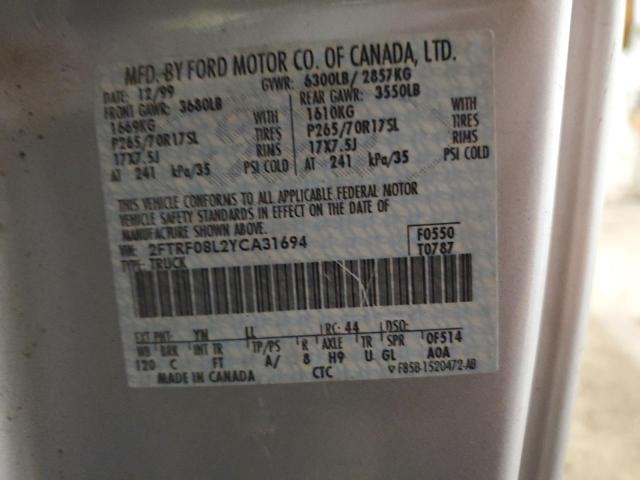 MFD. BY FORD MOTOR CO. OF CANADA, LTD.
DATE: 12/99 GVWR: 6300LB/ 2857KG
FRONT GAWR: 3680LB REAR GAWR: 3550LB
1669KG WITH 1610KG WITH
P265/70R17SL TIRES P265/70R17SL TIRES
17X7.5J RIMS 17X7.5J RIMS
AT 241 kPa/35 PSI COLD AT 241 kPa/35 PSI COLD
THIS VEHICLE CONFORMS TO ALL APPLICABLE FEDERAL MOTOR
VEHICLE SAFETY STANDARDS IN EFFECT ON THE DATE OF
MANUFACTURE SHOWN ABOVE.
VIN: 2FTRF08L2YCA31694 F0550
TYPE: TRUCK T0787
EXT PNT: YN LL RC: 44 DSO:
WB BRK INT TR TP/PS R AXLE TR SPR 0F514
120 C FT A/ 8 H9 U GL AOA
MADE IN CANADA CTC F85B-1520472-AB